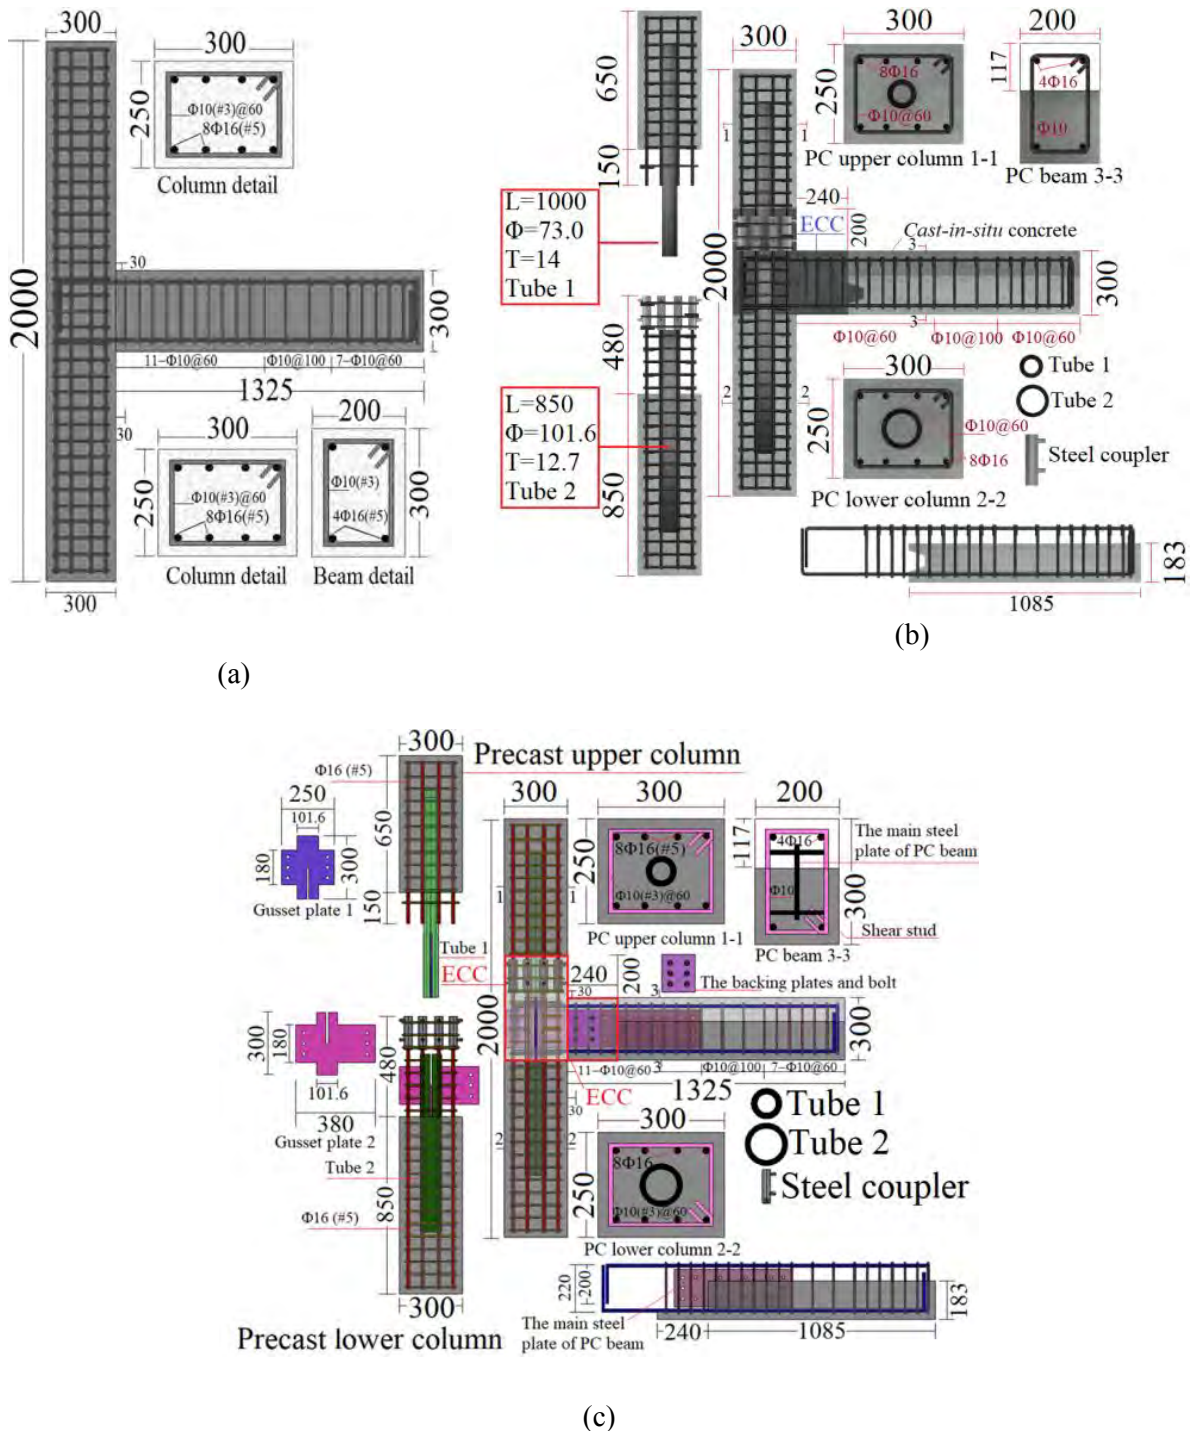 300
2000
300
250
Φ10(#3)@60
8Φ16(#5)
Column detail
30
300
11-Φ10@60
Φ10@100
7-Φ10@60
1325
30
300
250
Φ10(#3)@60
8Φ16(#5)
Column detail
200
Φ10(#3)
4Φ16(#5)
300
Beam detail
300
(a)
650
150
L=1000
Φ=73.0
T=14
Tube 1
480
L=850
Φ=101.6
T=12.7
Tube 2
850
300
2000
1
1
2
2
240
ECC
200
Cast-in-situ concrete
3
3
300
Φ10@60
Φ10@100
Φ10@60
300
250
8Φ16
Φ10@60
PC upper column 1-1
200
117
4Φ16
Φ10
PC beam 3-3
300
250
Φ10@60
8Φ16
PC lower column 2-2
Tube 1
Tube 2
Steel coupler
183
1085
(b)
300
Precast upper column
Φ16 (#5)
650
150
250
101.6
180
300
Gusset plate 1
Tube 1
ECC
300
2000
1
1
2
2
300
250
8Φ16(#5)
Φ10(#3)@60
PC upper column 1-1
200
117
4Φ16
Φ10
300
PC beam 3-3
The main steel
plate of PC beam
Shear stud
240
200
30
3
The backing plates and bolt
300
11-Φ10@60
3
Φ10@100
7-Φ10@60
1325
ECC
30
300
180
101.6
380
Gusset plate 2
480
Tube 2
850
Φ16 (#5)
300
Precast lower column
300
250
8Φ16
Φ10(#3)@60
PC lower column 2-2
Tube 1
Tube 2
Steel coupler
220
200
The main steel
plate of PC beam
240
1085
183
(c)